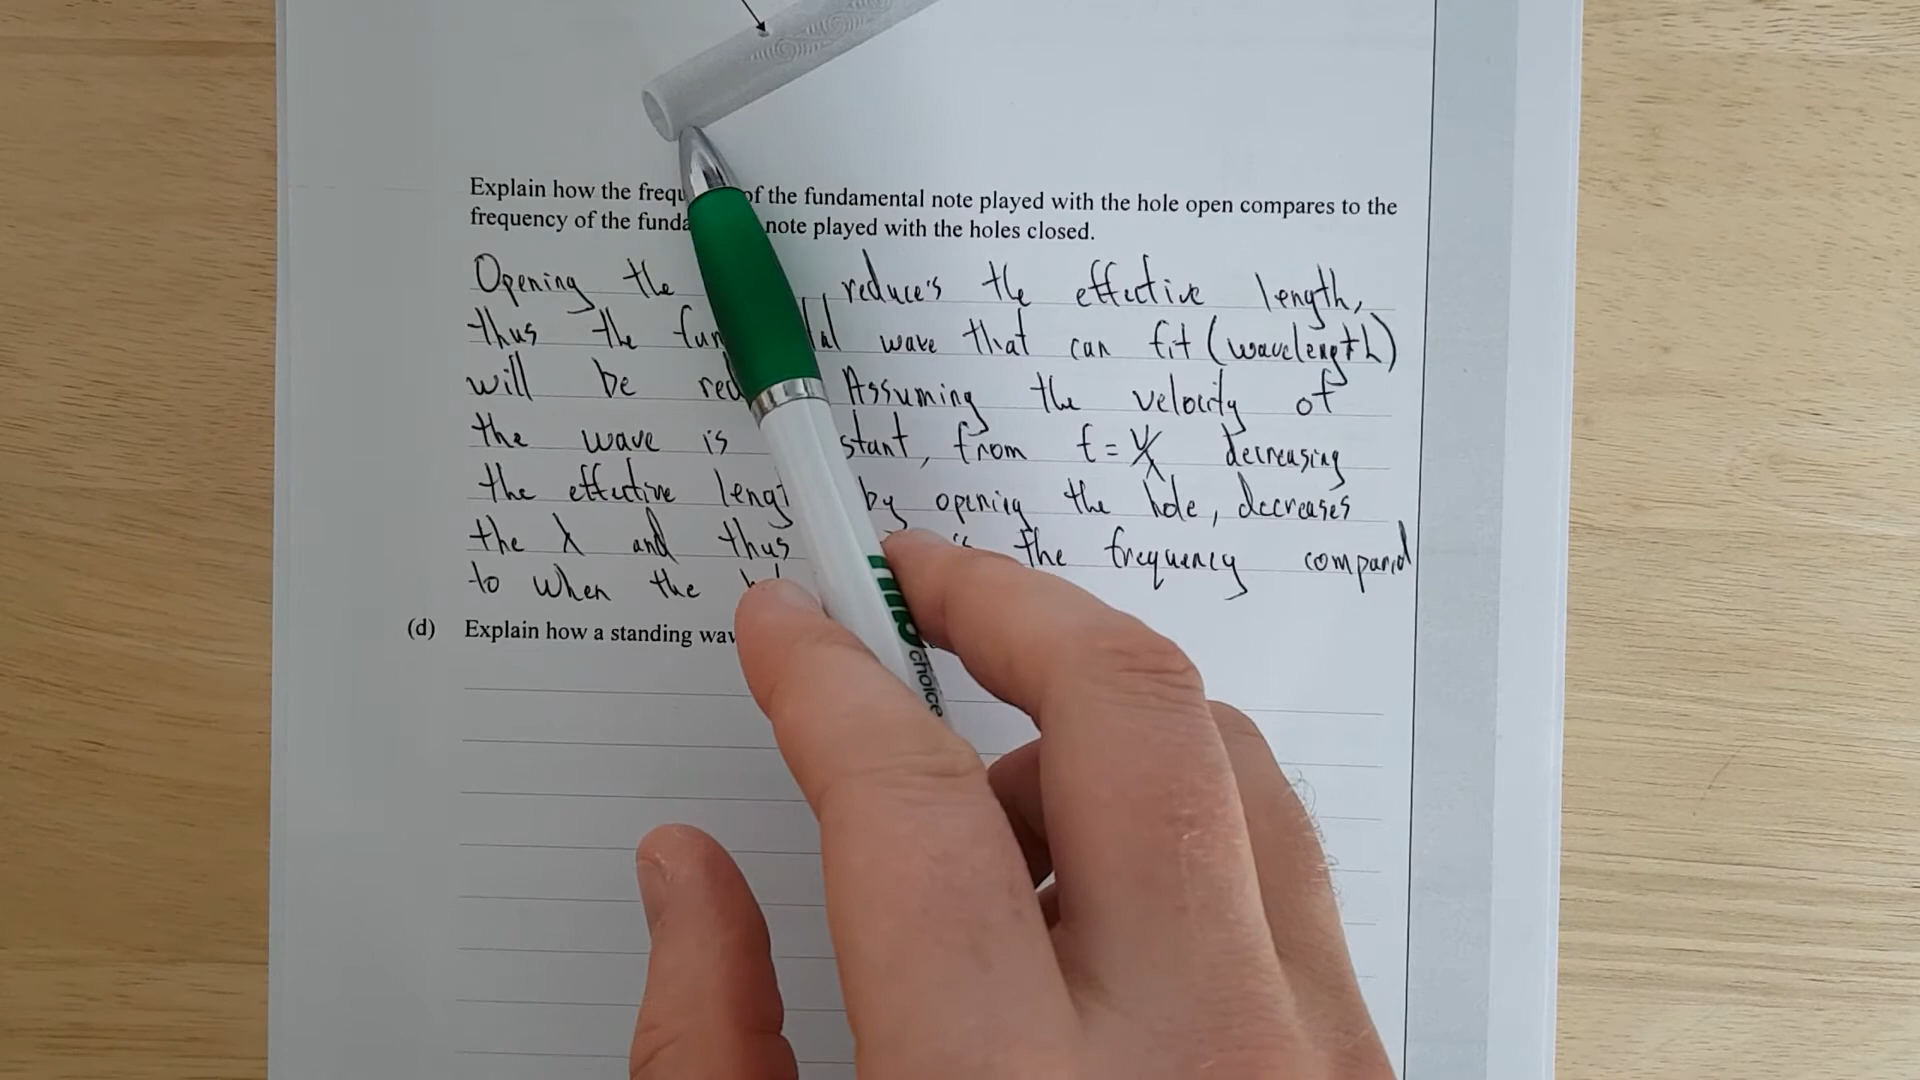 Explain how the frequ of the fundamental note played with the hole open compares to the
frequency of the funda note played with the holes closed.
Opening the reduce's the effective length,
thus the fun tal wave that can fit (wavelength)
will be red Assuming the velocity of
the wave is stant, from f = v/λ decreasing
the effective leng by opening the hole, decreases
the λ and thus the frequency compared
to when the
(d) Explain how a standing wav
choice